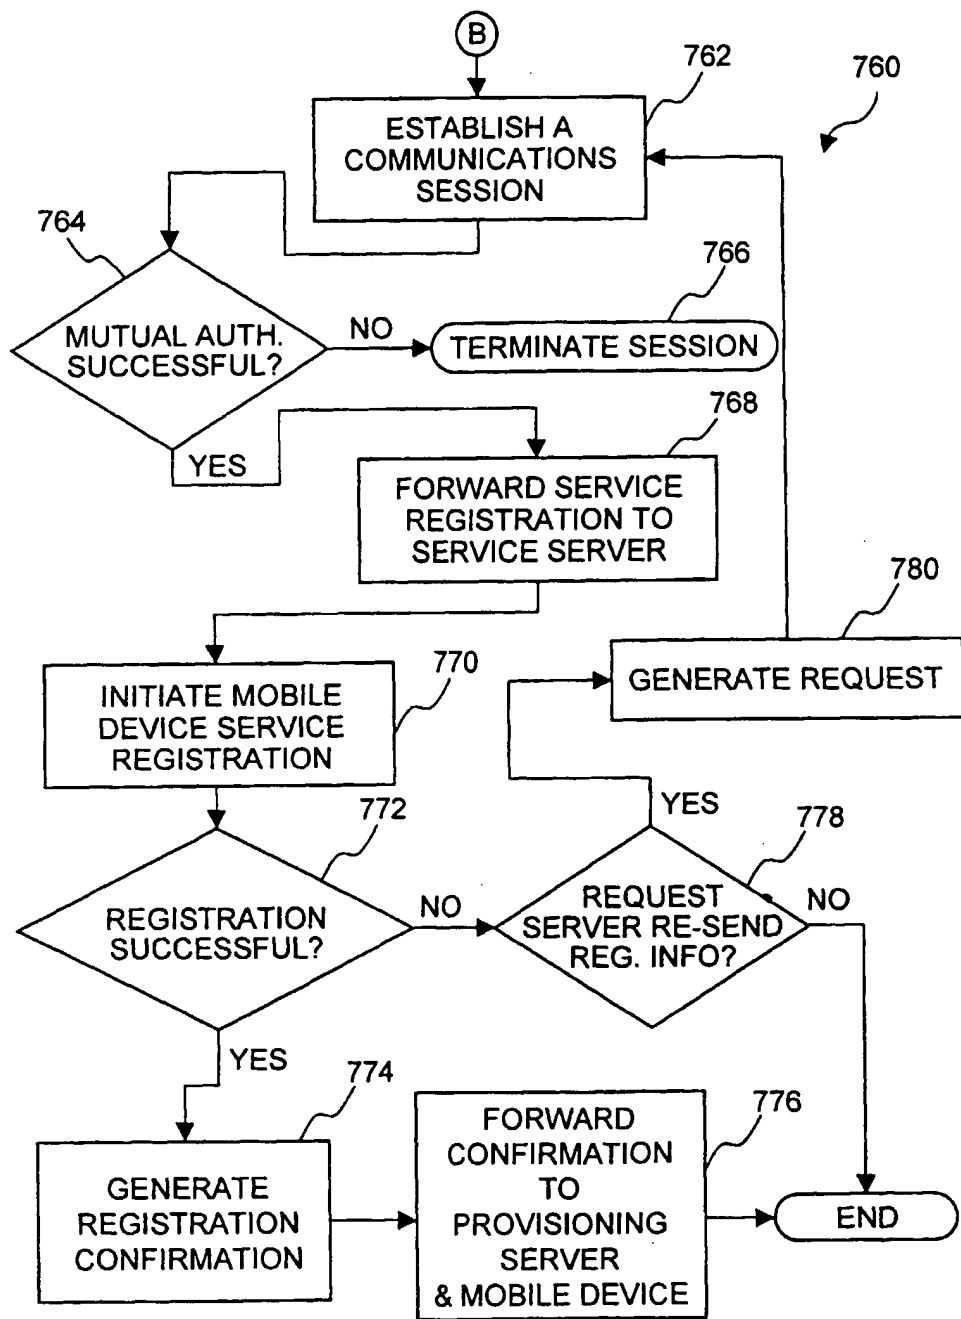 B
762
760
ESTABLISH A
COMMUNICATIONS
SESSION
764
766
MUTUAL AUTH.
SUCCESSFUL?
NO
TERMINATE SESSION
768
YES
FORWARD SERVICE
REGISTRATION TO
SERVICE SERVER
780
770
GENERATE REQUEST
INITIATE MOBILE
DEVICE SERVICE
REGISTRATION
772
YES
778
REGISTRATION
SUCCESSFUL?
NO
REQUEST
SERVER RE-SEND
REG. INFO?
NO
YES
774
776
GENERATE
REGISTRATION
CONFIRMATION
FORWARD
CONFIRMATION
TO
PROVISIONING
SERVER
& MOBILE DEVICE
END